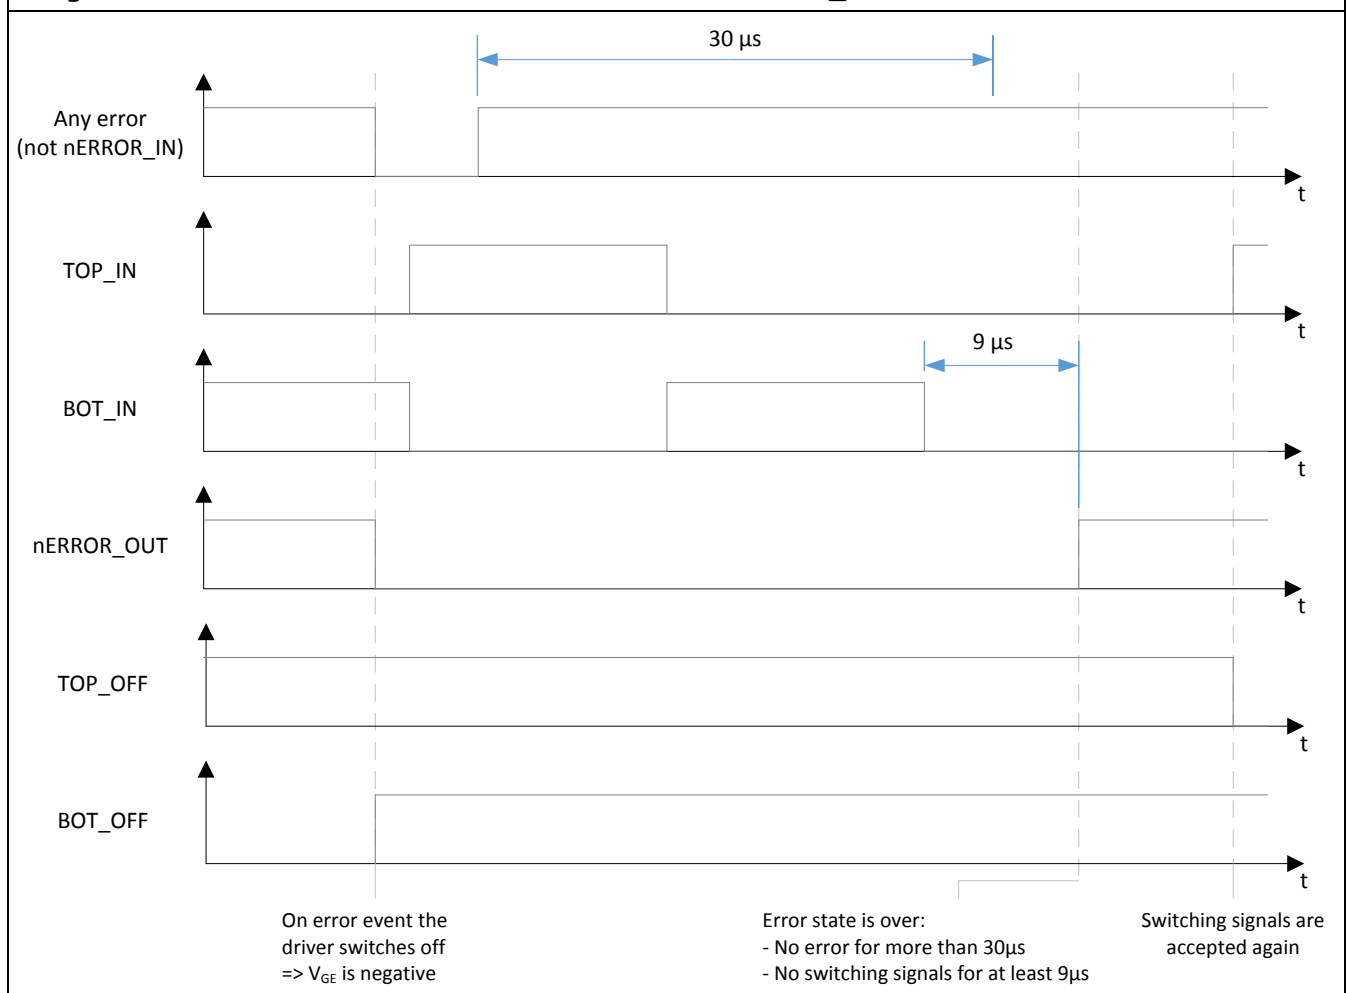 30 µs
Any error
(not nERROR_IN)
t
TOP_IN
t
9 µs
BOT_IN
t
nERROR_OUT
t
TOP_OFF
t
BOT_OFF
t
On error event the
driver switches off
=> VGE is negative
Error state is over:
- No error for more than 30µs
- No switching signals for at least 9µs
Switching signals are
accepted again